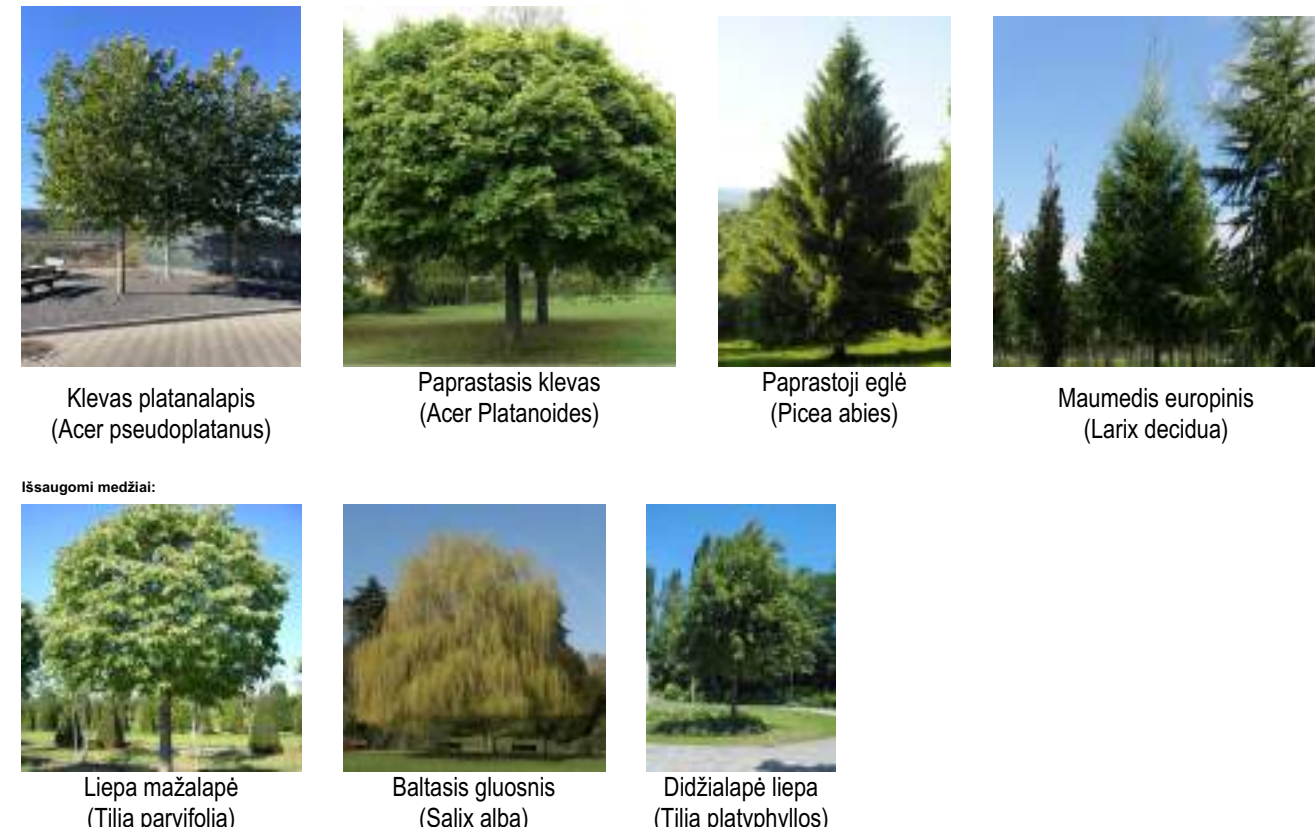 Klevas platanalapis
(Acer pseudoplatanus)
Paprastasis klevas
(Acer Platanoides)
Paprastoji eglė
(Picea abies)
Maumedis europinis
(Larix decidua)
Išsaugomi medžiai:
Liepa mažalapė
(Tilia parvifolia)
Baltasis gluosnis
(Salix alba)
Didžialapė liepa
(Tilia platyphyllos)